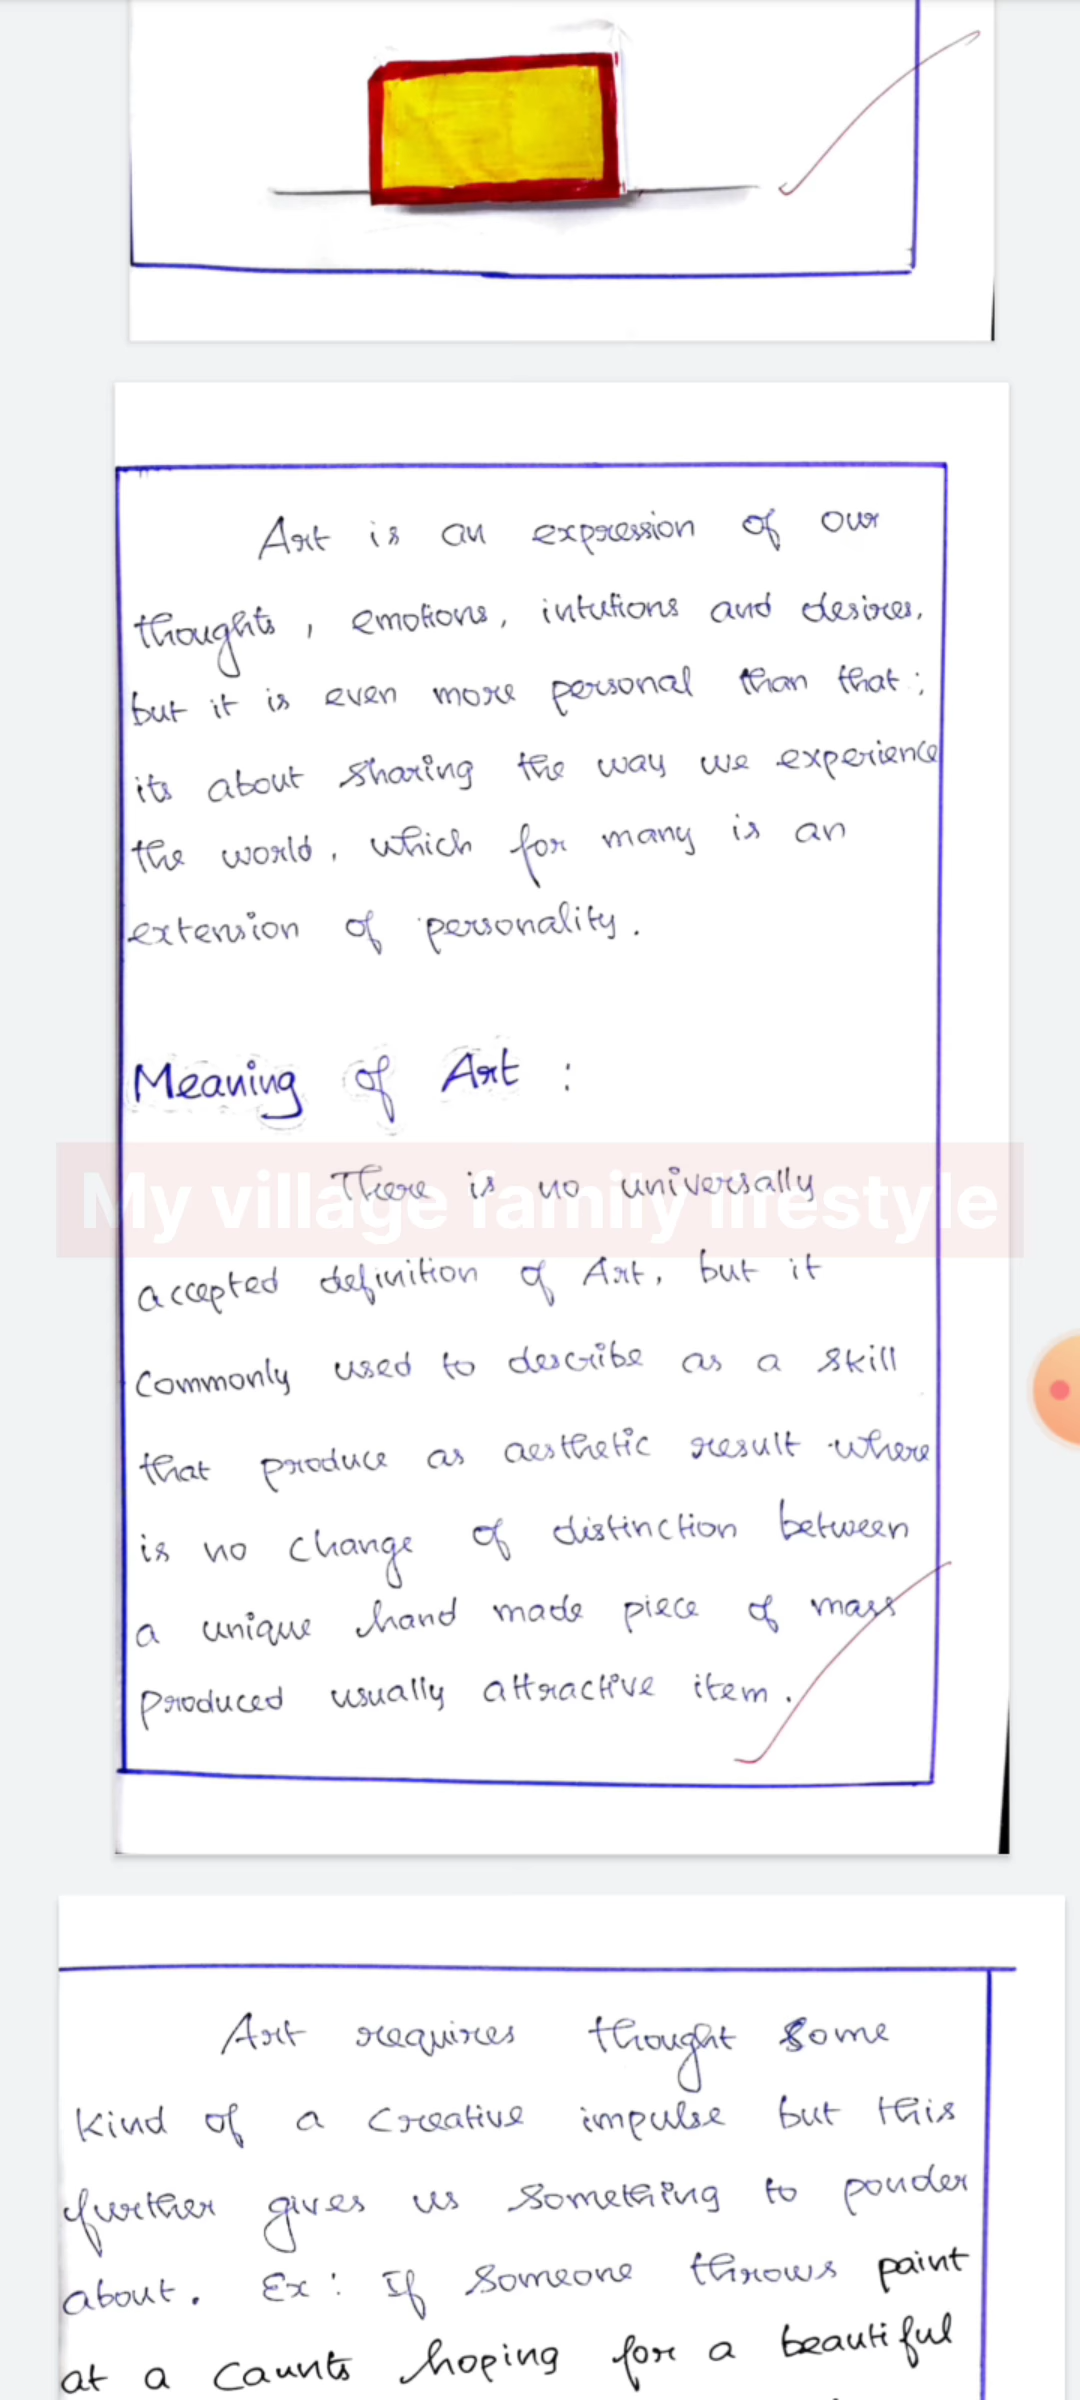 Art is an expression of our
thoughts, emotions, intutions and desires,
but it is even more personal than that:
its about sharing the way we experience
the world, which for many is an
extension of personality.
Meaning of Art :
There is no universally
My village family lifestyle
accepted definition of Art, but it
commonly used to describe as a skill
that produce as aesthetic result where
is no change of distinction between
a unique hand made piece of mass
produced usually attractive item.
Art requires thought some
kind of a creative impulse but this
further gives us something to ponder
about. Ex: If someone throws paint
at a caunts hoping for a beautiful